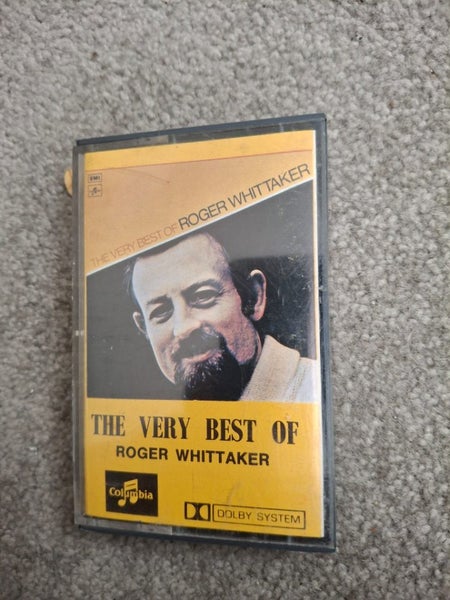 EMI
THE VERY BEST OF ROGER WHITTAKER
THE VERY BEST OF
ROGER WHITTAKER
Columbia
DOLBY SYSTEM